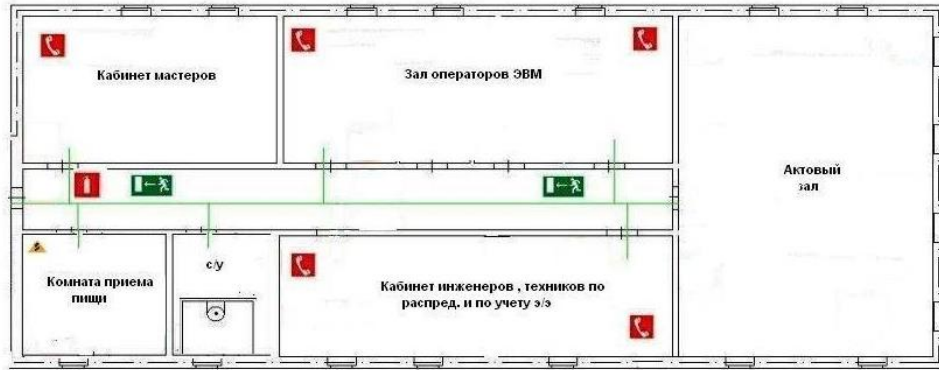 Кабинет мастеров
Зал операторов ЭВМ
Актовый
зал
Комната приема
пищи
с/у
Кабинет инженеров , техников по
распред. и по учету э/э